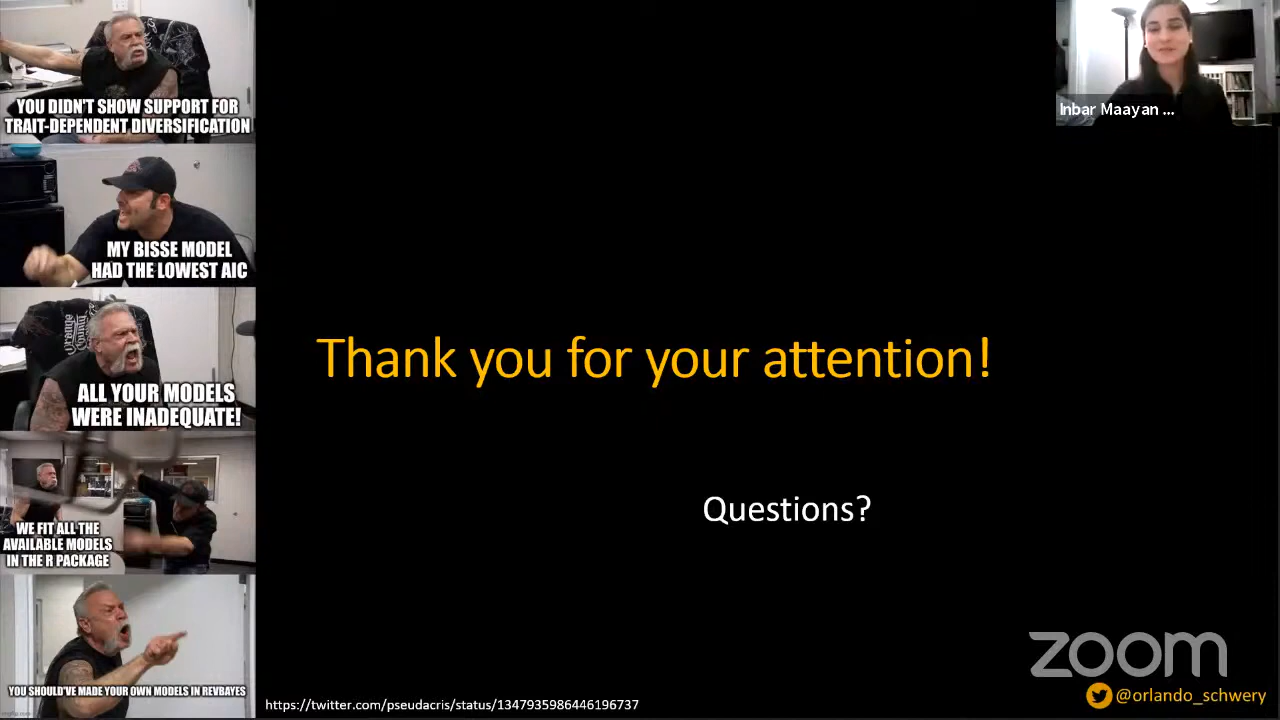 YOU DIDN'T SHOW SUPPORT FOR
TRAIT-DEPENDENT DIVERSIFICATION
MY BISSE MODEL
HAD THE LOWEST AIC
ALL YOUR MODELS
WERE INADEQUATE!
WE FIT ALL THE
AVAILABLE MODELS
IN THE R PACKAGE
YOU SHOULD'VE MADE YOUR OWN MODELS IN REVBAYES
Inbar Maayan ...
Thank you for your attention!
Questions?
zoom
https://twitter.com/pseudacris/status/1347935986446196737
@orlando_schwery